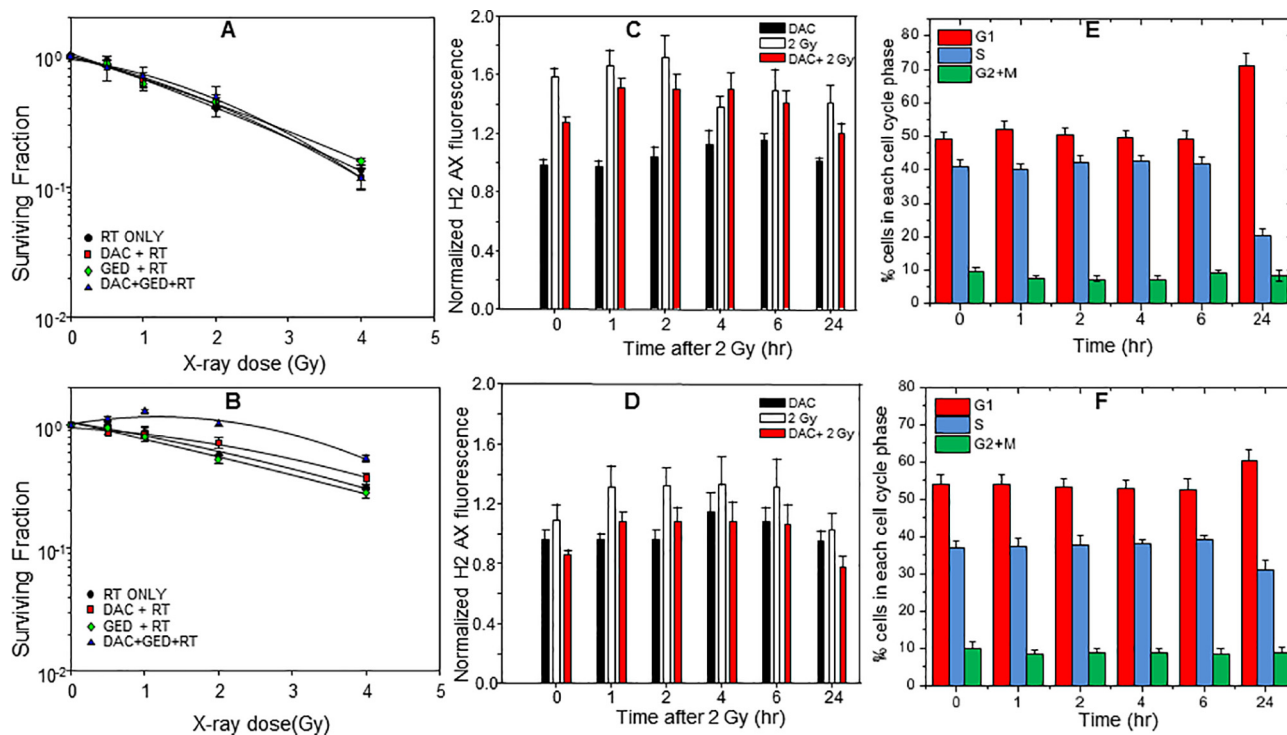 A
Surviving Fraction
10^0
10^-1
10^-2
RT ONLY
DAC + RT
GED + RT
DAC+GED+RT
0 1 2 3 4 5
X-ray dose (Gy)
C
Normalized H2 AX fluorescence
2.0
1.6
1.2
0.8
0.4
0.0
DAC
2 Gy
DAC+ 2 Gy
0 1 2 4 6 24
Time after 2 Gy (hr)
E
% cells in each cell cycle phase
80
70
60
50
40
30
20
10
0
G1
S
G2+M
0 1 2 4 6 24
Time (hr)
B
Surviving Fraction
10^0
10^-1
10^-2
RT ONLY
DAC + RT
GED + RT
DAC+GED+RT
0 1 2 3 4 5
X-ray dose(Gy)
D
Normalized H2 AX fluorescence
2.0
1.6
1.2
0.8
0.4
0.0
DAC
2 Gy
DAC+ 2 Gy
0 1 2 4 6 24
Time after 2 Gy (hr)
F
% cells in each cell cycle phase
80
70
60
50
40
30
20
10
0
G1
S
G2+M
0 1 2 4 6 24
Time (hr)